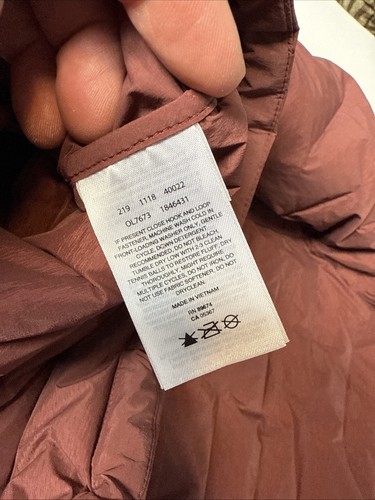 219 1118 40022
OL7673 1846431
IF PRESENT CLOSE HOOK AND LOOP
FASTENER, MACHINE WASH COLD IN
FRONT-LOADING WASHER ONLY, GENTLE
CYCLE, DOWN DETERGENT
RECOMMENDED, DO NOT BLEACH,
TUMBLE DRY LOW WITH 2-3 CLEAN
TENNIS BALLS TO RESTORE FLUFF; DRY
THOROUGHLY, MIGHT REQUIRE
MULTIPLE CYCLES, DO NOT IRON, DO
NOT USE FABRIC SOFTENER, DO NOT
DRYCLEAN.
MADE IN VIETNAM
RN 89674
CA 05367